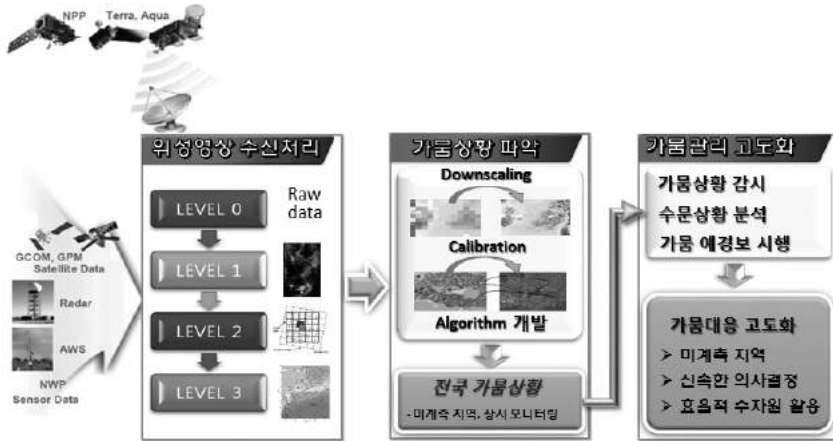 NPP
Terra, Aqua
GCOM, GPM
Satellite Data
Radar
AWS
NWP
Sensor Data
위성영상 수신처리
LEVEL 0
Raw
data
LEVEL 1
LEVEL 2
LEVEL 3
가뭄상황 파악
Downscaling
Calibration
Algorithm 개발
전국 가뭄상황
- 미계측 지역, 상시 모니터링
가뭄관리 고도화
가뭄상황 감시
수문상황 분석
가뭄 예경보 시행
가뭄대응 고도화
➤ 미계측 지역
➤ 신속한 의사결정
➤ 효율적 수자원 활용